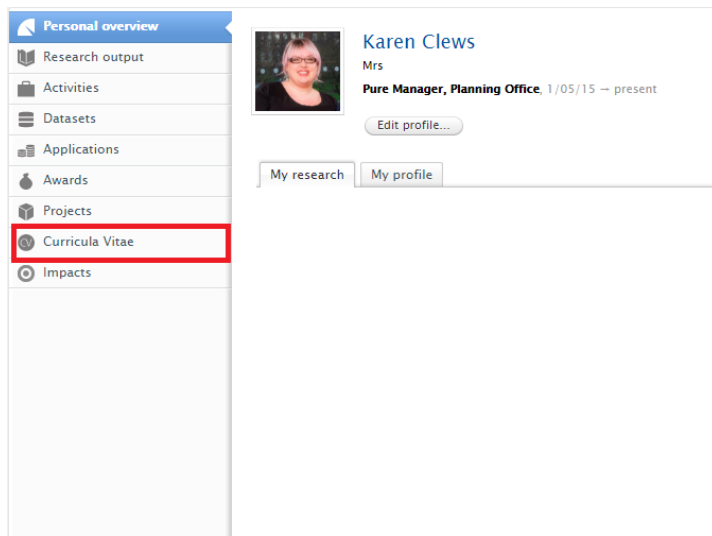 Personal overview
Research output
Activities
Datasets
Applications
Awards
Projects
CV Curricula Vitae
Impacts
Karen Clews
Mrs
Pure Manager, Planning Office, 1/05/15 → present
Edit profile...
My research
My profile